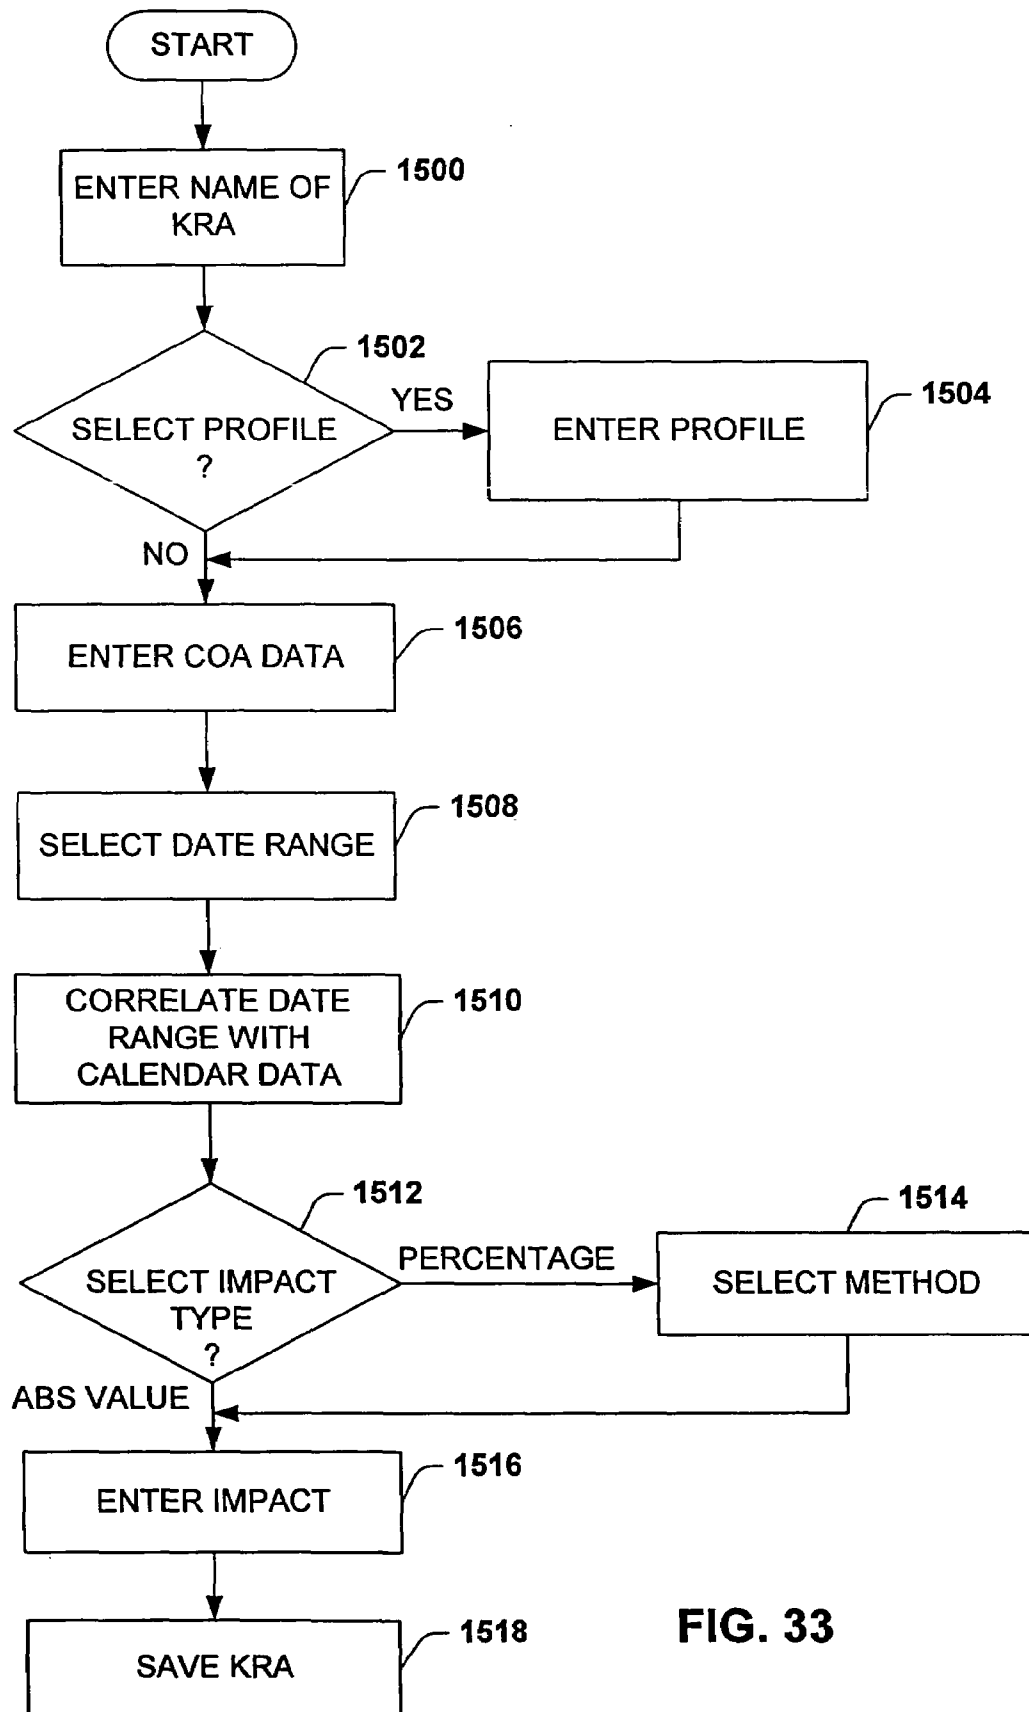 START
1500
ENTER NAME OF
KRA
1502
SELECT PROFILE
?
YES
1504
ENTER PROFILE
NO
1506
ENTER COA DATA
1508
SELECT DATE RANGE
1510
CORRELATE DATE
RANGE WITH
CALENDAR DATA
1512
SELECT IMPACT
TYPE
?
PERCENTAGE
1514
SELECT METHOD
ABS VALUE
1516
ENTER IMPACT
1518
SAVE KRA
FIG. 33